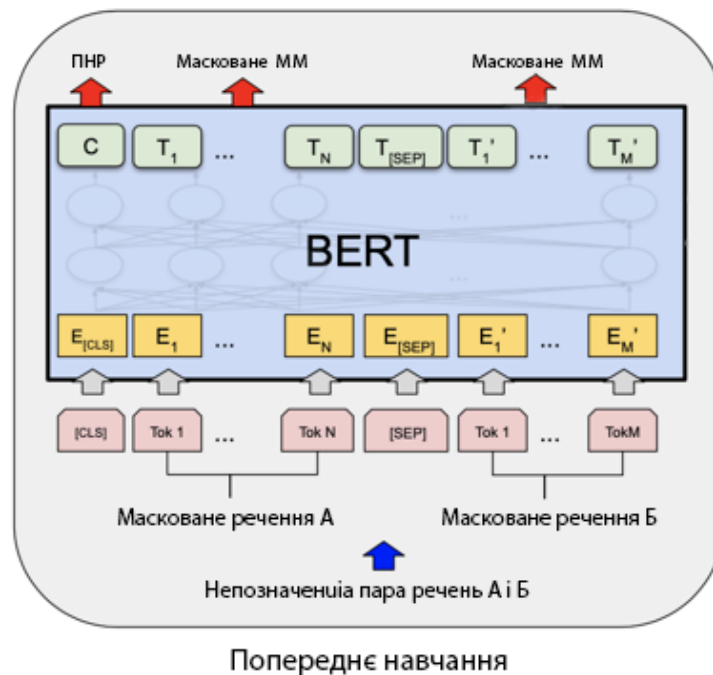 ПНР Масковане ММ Масковане ММ
C T1 ... TN T[SEP] T1' ... TM'
...
BERT
...
E[CLS] E1 ... EN E[SEP] E1' ... EM'
[CLS] Tok 1 ... Tok N [SEP] Tok 1 ... TokM
Масковане речення А Масковане речення Б
Непозначенuіа пара речень А і Б
Попереднє навчання